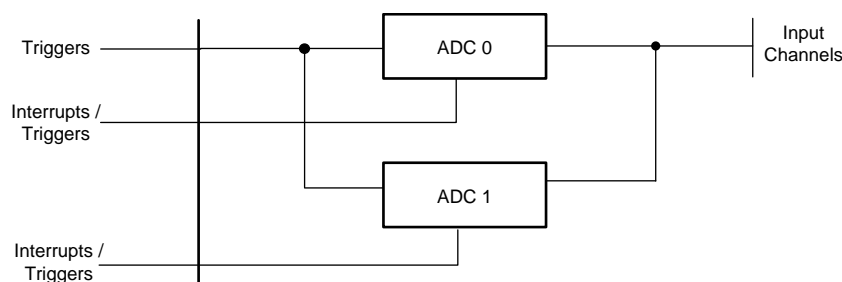 Triggers
ADC 0
Input
Channels
Interrupts /
Triggers
ADC 1
Interrupts /
Triggers